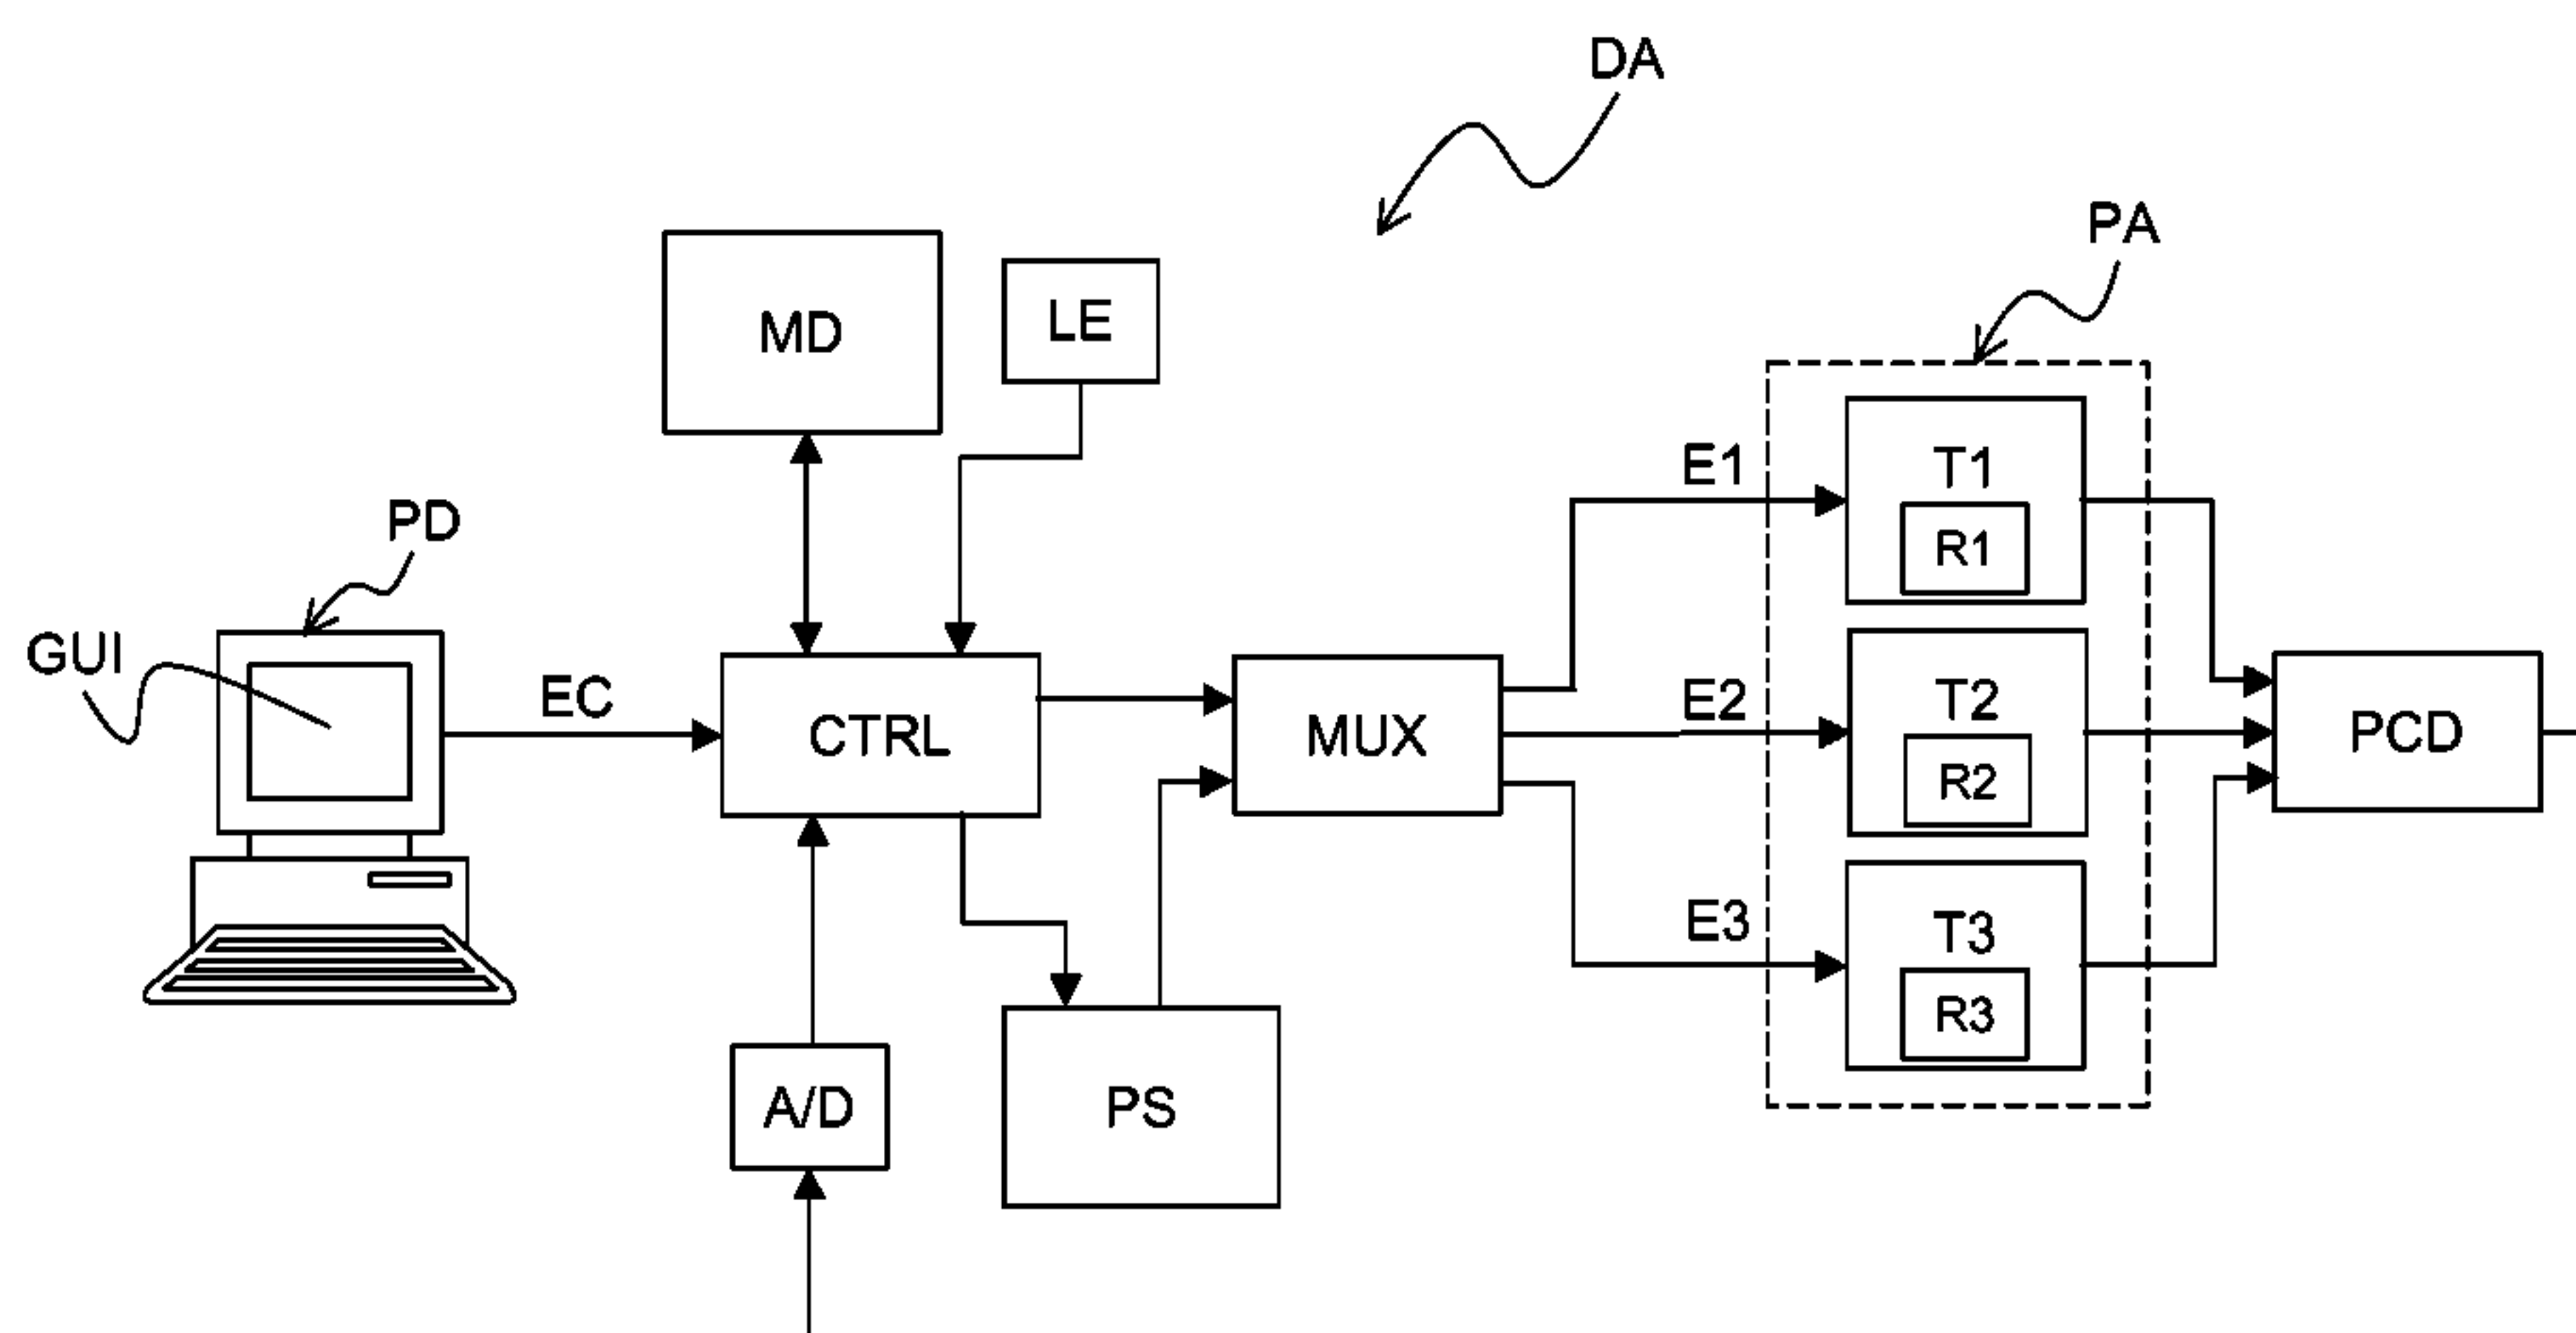 DA
PA
MD
LE
E1
T1
R1
PD
GUI
EC
CTRL
MUX
E2
T2
R2
PCD
E3
T3
R3
A/D
PS